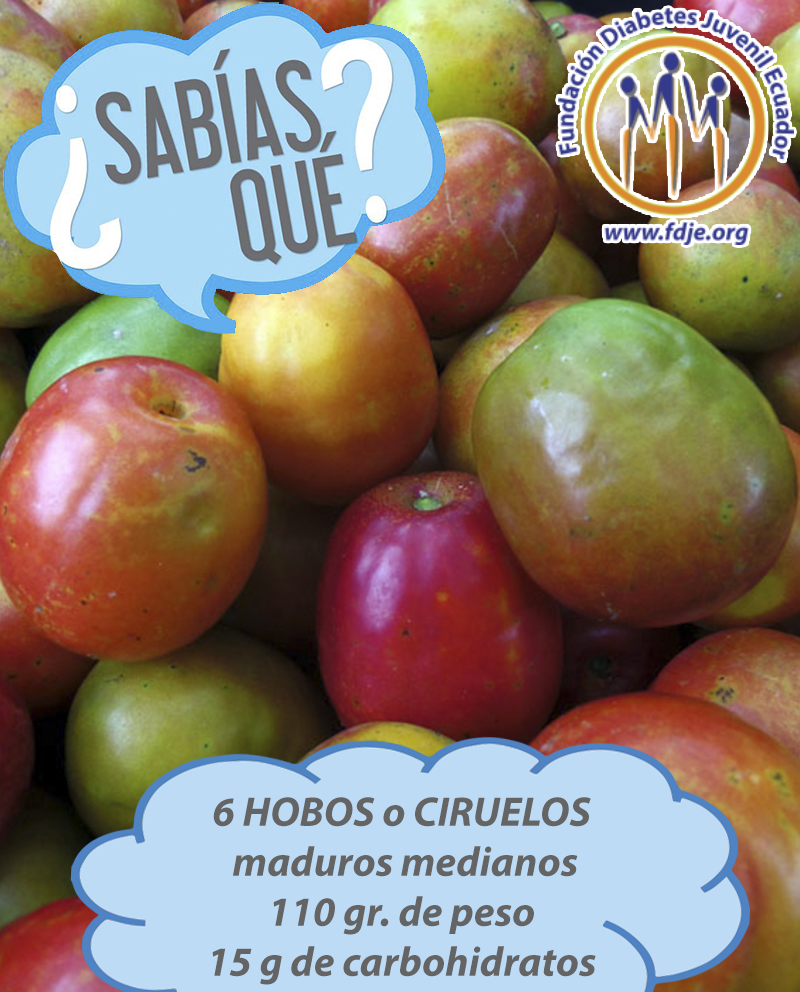 ¿SABÍAS
QUÉ?
Fundación Diabetes Juvenil Ecuador
www.fdje.org
6 HOBOS o CIRUELOS
maduros medianos
110 gr. de peso
15 g de carbohidratos